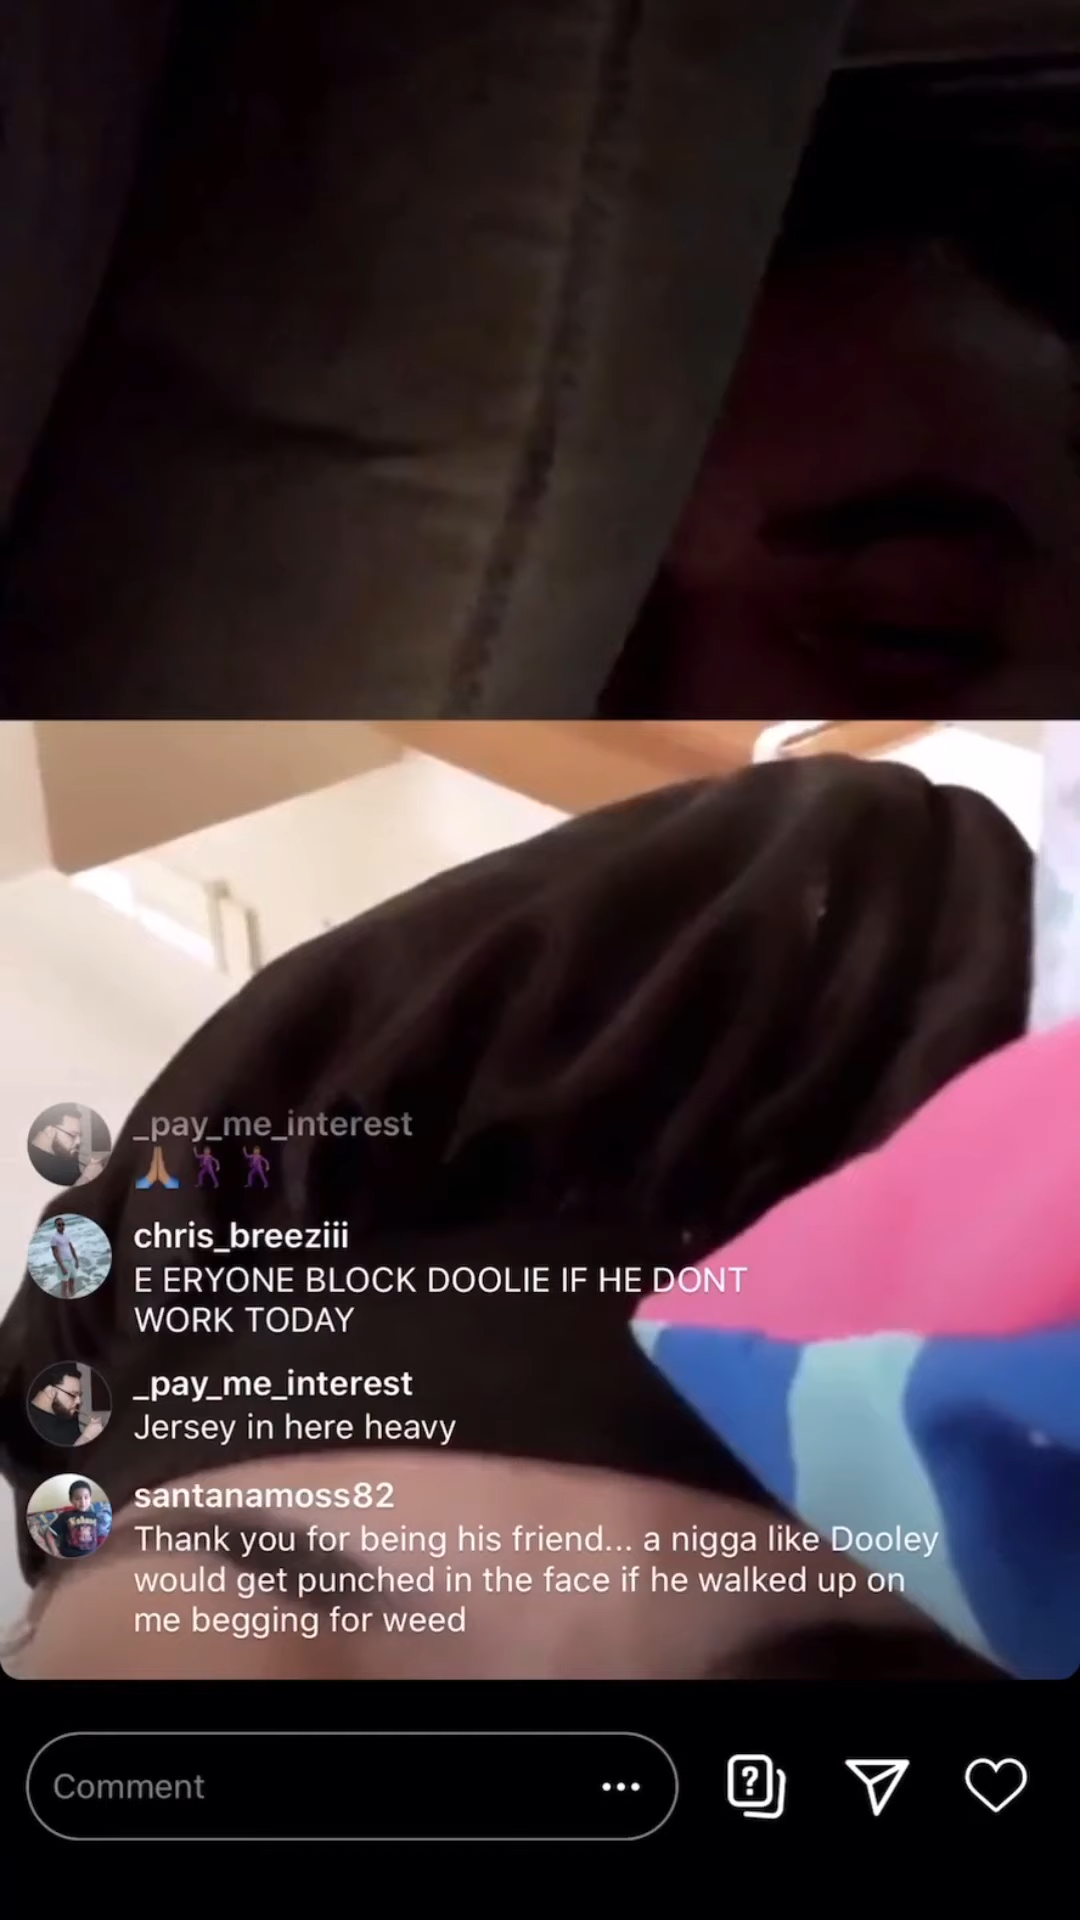 _pay_me_interest
🙏🏽🕺🏽🕺🏽
chris_breeziii
E ERYONE BLOCK DOOLIE IF HE DONT
WORK TODAY
_pay_me_interest
Jersey in here heavy
santanamoss82
Thank you for being his friend... a nigga like Dooley
would get punched in the face if he walked up on
me begging for weed
Comment